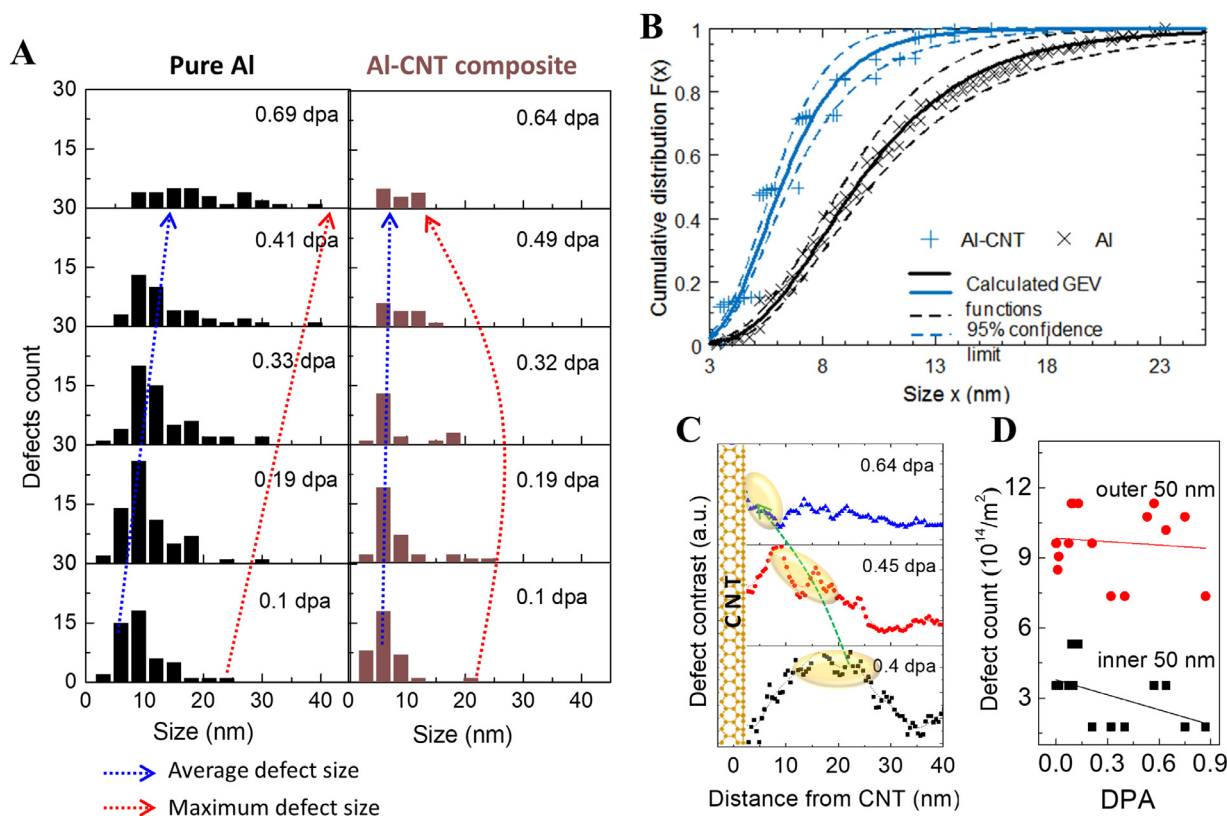 A
Pure Al
Al-CNT composite
30
15
0.69 dpa
0.64 dpa
30
15
0.41 dpa
0.49 dpa
30
15
0.33 dpa
0.32 dpa
30
15
0.19 dpa
0.19 dpa
30
15
0
0.1 dpa
0.1 dpa
Defects count
0 10 20 30 40
0 10 20 30 40
Size (nm)
Size (nm)
Average defect size
Maximum defect size
B
Cumulative distribution F(x)
1
0.8
0.6
0.4
0.2
0
Al-CNT
Al
Calculated GEV
functions
95% confidence
limit
3 8 13 18 23
Size x (nm)
C
Defect contrast (a.u.)
CNT
0.64 dpa
0.45 dpa
0.4 dpa
0 10 20 30 40
Distance from CNT (nm)
D
Defect count (10¹⁴/m²)
12
9
6
3
outer 50 nm
inner 50 nm
0.0 0.3 0.6 0.9
DPA